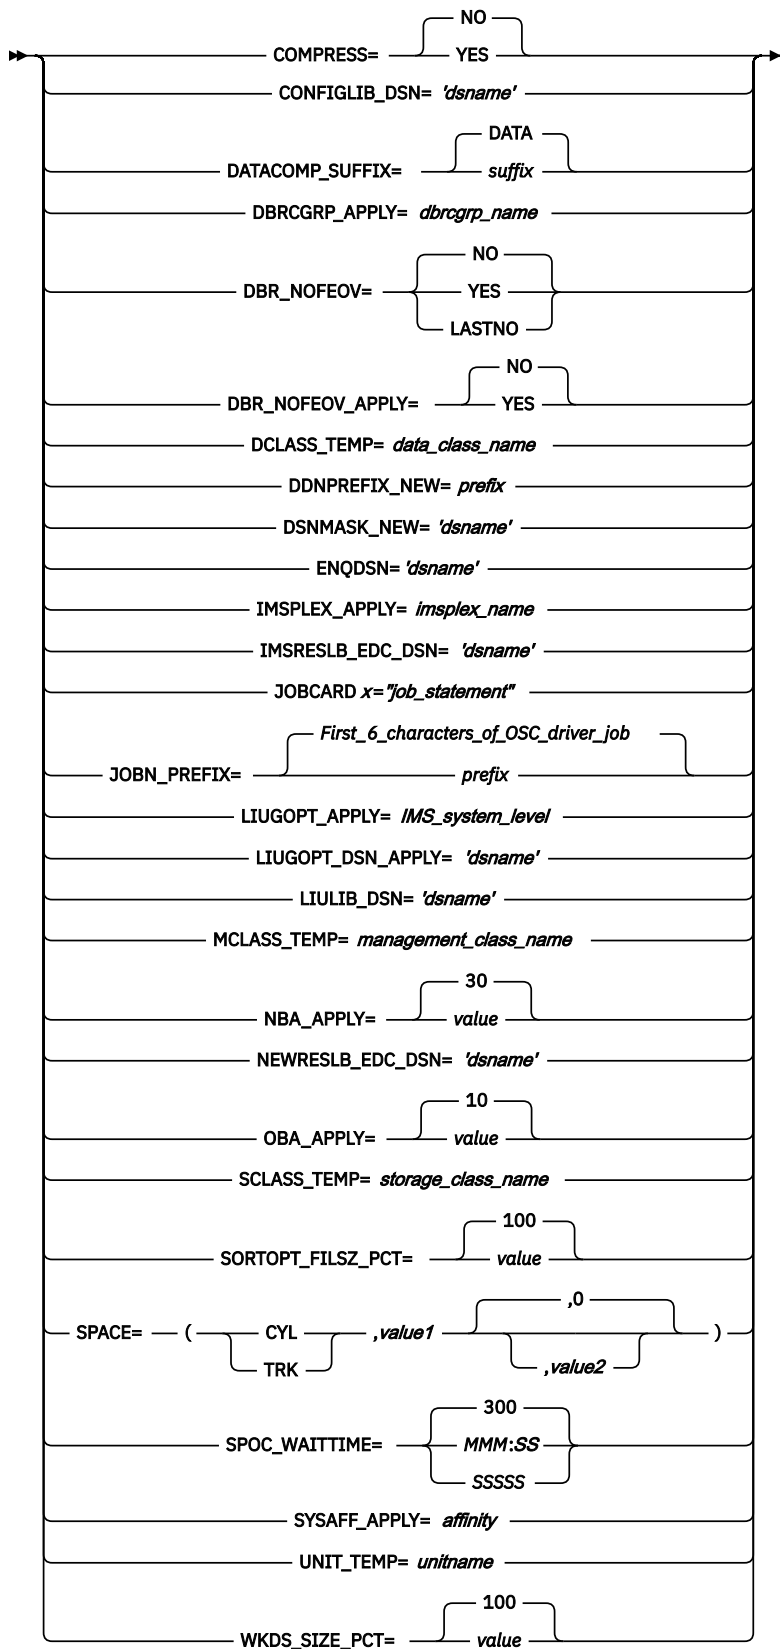 NO
COMPRESS= YES
CONFIGLIB_DSN= 'dsname'
DATA
DATACOMP_SUFFIX= suffix
DBRCGRP_APPLY= dbrcgrp_name
NO
DBR_NOFEOV= YES
LASTNO
NO
DBR_NOFEOV_APPLY= YES
DCLASS_TEMP= data_class_name
DDNPREFIX_NEW= prefix
DSNMASK_NEW= 'dsname'
ENQDSN= 'dsname'
IMSPLEX_APPLY= imsplex_name
IMSRESLB_EDC_DSN= 'dsname'
JOBCARD x="job_statement"
First_6_characters_of_OSC_driver_job
JOBN_PREFIX= prefix
LIUGOPT_APPLY= IMS_system_level
LIUGOPT_DSN_APPLY= 'dsname'
LIULIB_DSN= 'dsname'
MCLASS_TEMP= management_class_name
30
NBA_APPLY= value
NEWRESLB_EDC_DSN= 'dsname'
10
OBA_APPLY= value
SCLASS_TEMP= storage_class_name
100
SORTOPT_FILSZ_PCT= value
,0
SPACE= ( CYL ,value1 )
TRK ,value2
300
SPOC_WAITTIME= MMM:SS
SSSSS
SYSAFF_APPLY= affinity
UNIT_TEMP= unitname
100
WKDS_SIZE_PCT= value